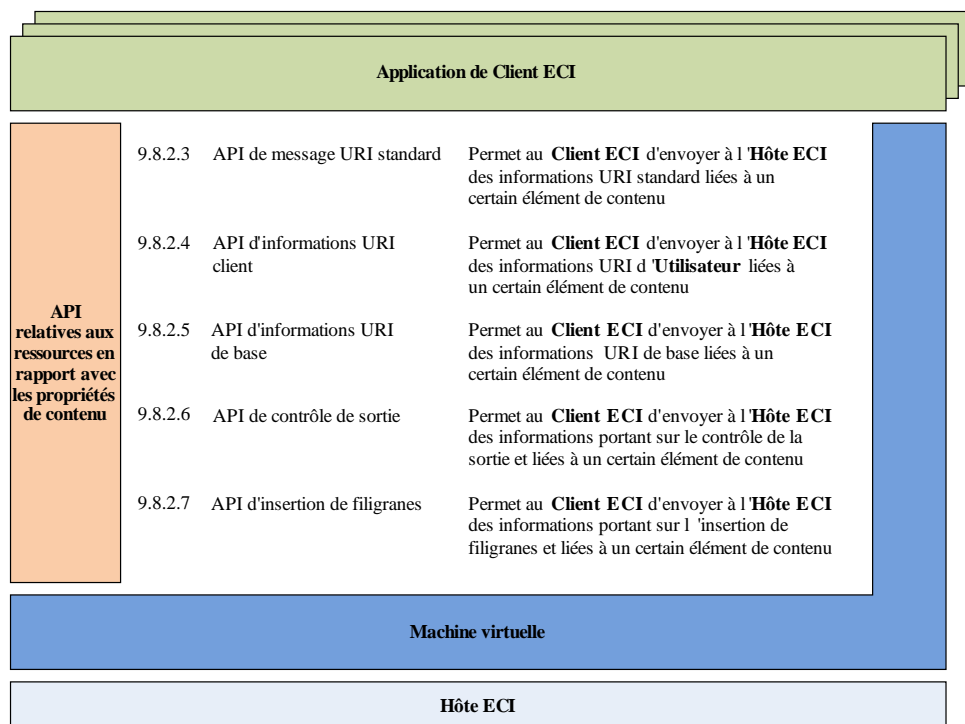 Application de Client ECI
API
relatives aux
ressources en
rapport avec
les propriétés
de contenu
9.8.2.3 API de message URI standard Permet au Client ECI d'envoyer à l'Hôte ECI
des informations URI standard liées à un
certain élément de contenu
9.8.2.4 API d'informations URI Permet au Client ECI d'envoyer à l'Hôte ECI
client des informations URI d'Utilisateur liées à
un certain élément de contenu
9.8.2.5 API d'informations URI Permet au Client ECI d'envoyer à l'Hôte ECI
de base des informations URI de base liées à un
certain élément de contenu
9.8.2.6 API de contrôle de sortie Permet au Client ECI d'envoyer à l'Hôte ECI
des informations portant sur le contrôle de la
sortie et liées à un certain élément de contenu
9.8.2.7 API d'insertion de filigranes Permet au Client ECI d'envoyer à l'Hôte ECI
des informations portant sur l'insertion de
filigranes et liées à un certain élément de contenu
Machine virtuelle
Hôte ECI